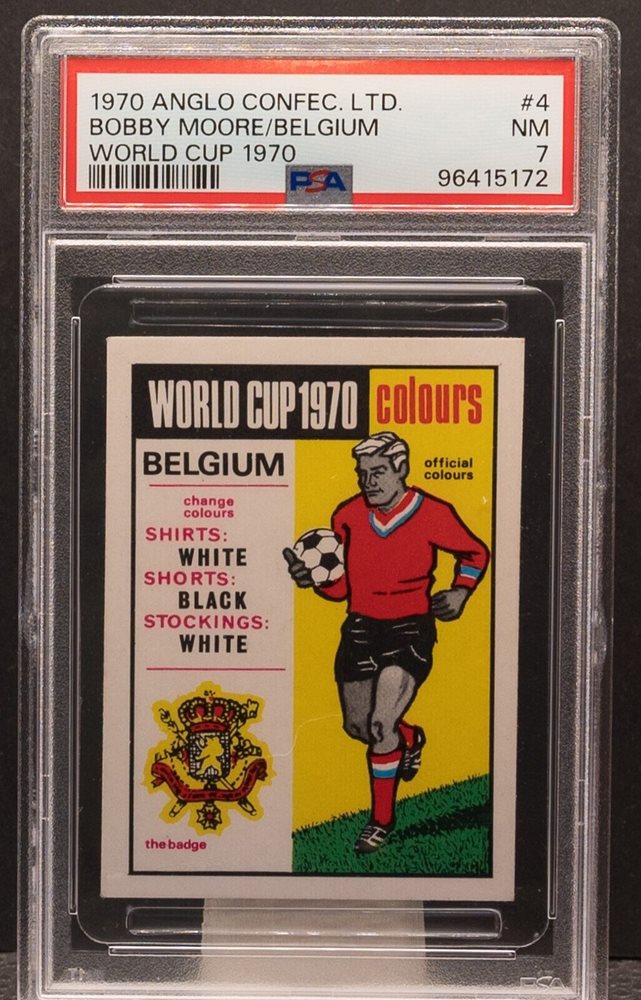 1970 ANGLO CONFEC. LTD. #4
BOBBY MOORE/BELGIUM NM
WORLD CUP 1970 7
PSA 96415172
WORLD CUP 1970 colours
BELGIUM
official
colours
change
colours
SHIRTS:
WHITE
SHORTS:
BLACK
STOCKINGS:
WHITE
the badge
PSA